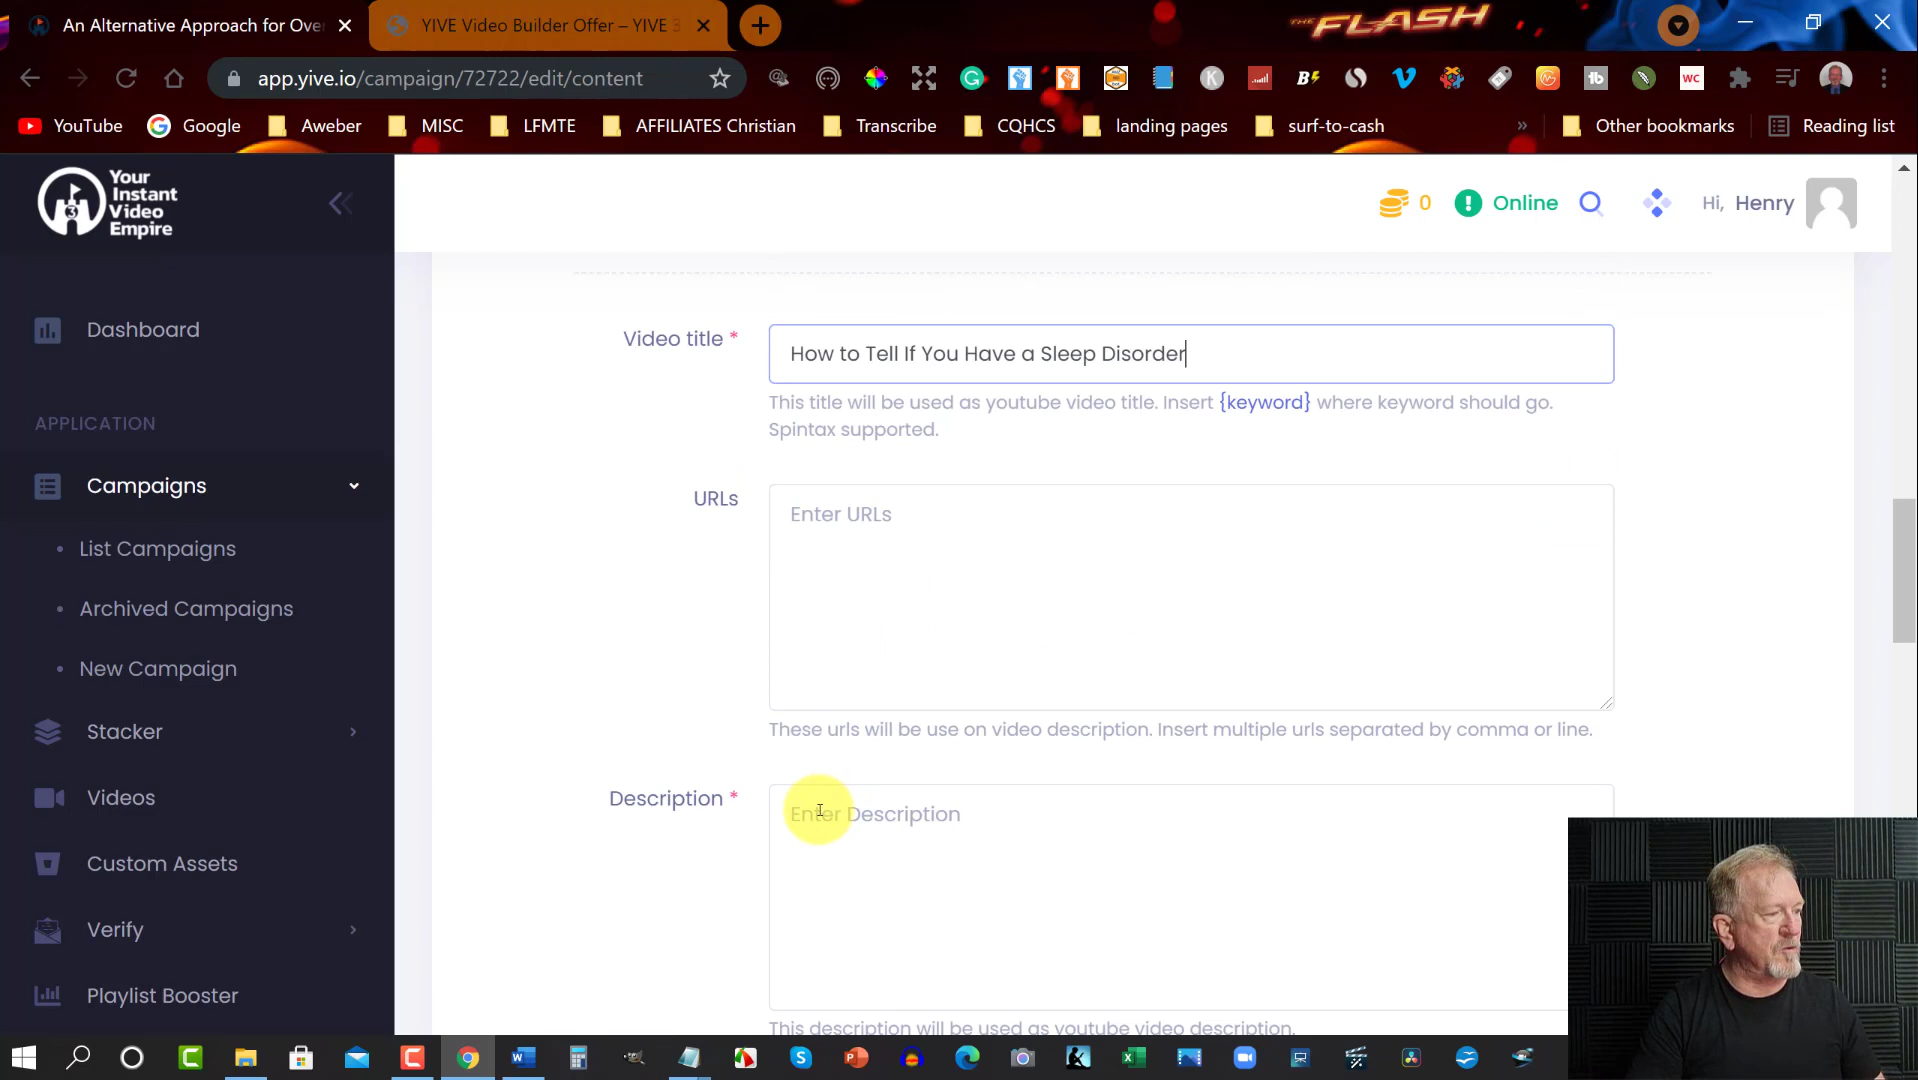 An Alternative Approach for Over
YIVE Video Builder Offer – YIVE 3
THE FLASH
app.yive.io/campaign/72722/edit/content
YouTube
Google
Aweber
MISC
LFMTE
AFFILIATES Christian
Transcribe
CQHCS
landing pages
surf-to-cash
»
Other bookmarks
Reading list
Your
Instant
Video
Empire
3
0
Online
Hi, Henry
Dashboard
APPLICATION
Campaigns
List Campaigns
Archived Campaigns
New Campaign
Stacker
Videos
Custom Assets
Verify
Playlist Booster
Video title *
How to Tell If You Have a Sleep Disorder
This title will be used as youtube video title. Insert {keyword} where keyword should go.
Spintax supported.
URLs
Enter URLs
These urls will be use on video description. Insert multiple urls separated by comma or line.
Description *
Enter Description
This description will be used as youtube video description.